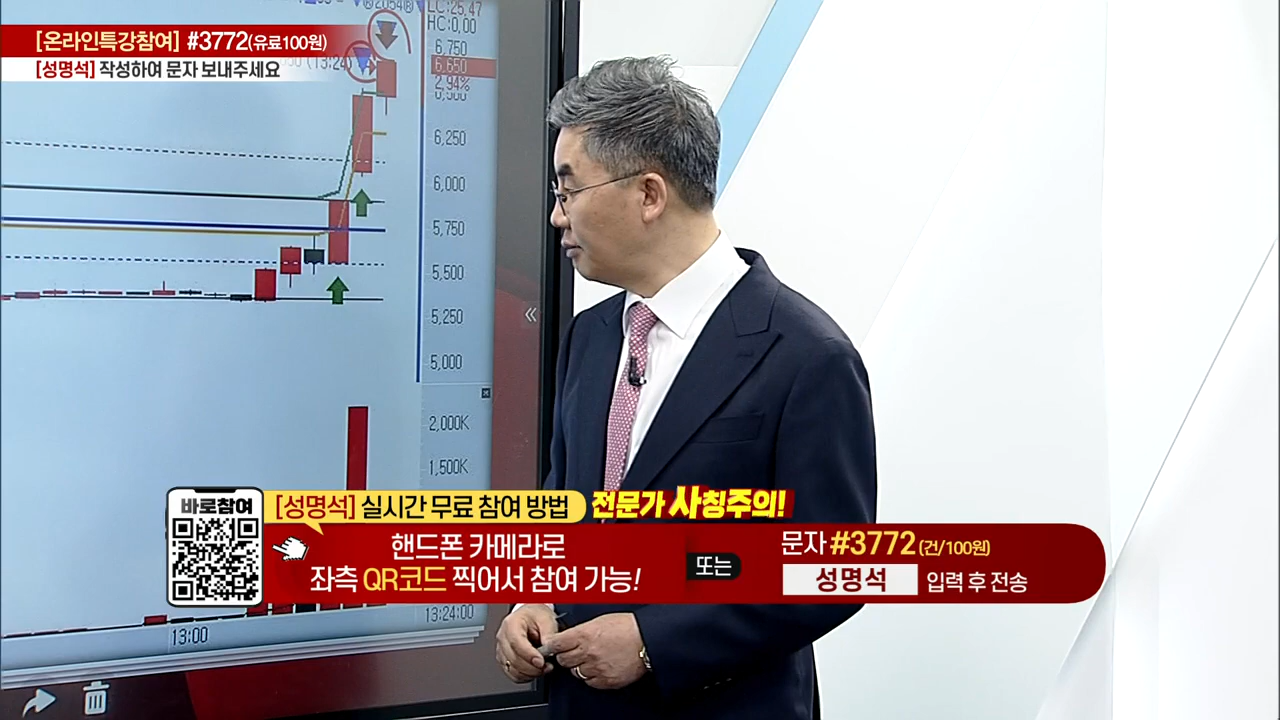 [온라인특강참여] #3772(유료100원)
[성명석] 작성하여 문자 보내주세요
LC:25.47
HC:0.00
6,750
6,650
2.94%
6,250
6,000
5,750
5,500
5,250
5,000
2,000K
1,500K
바로참여
[성명석] 실시간 무료 참여 방법
전문가 사칭주의!
핸드폰 카메라로
좌측 QR코드 찍어서 참여 가능!
또는
문자 #3772 (건/100원)
성명석 입력 후 전송
13:00
13:24:00